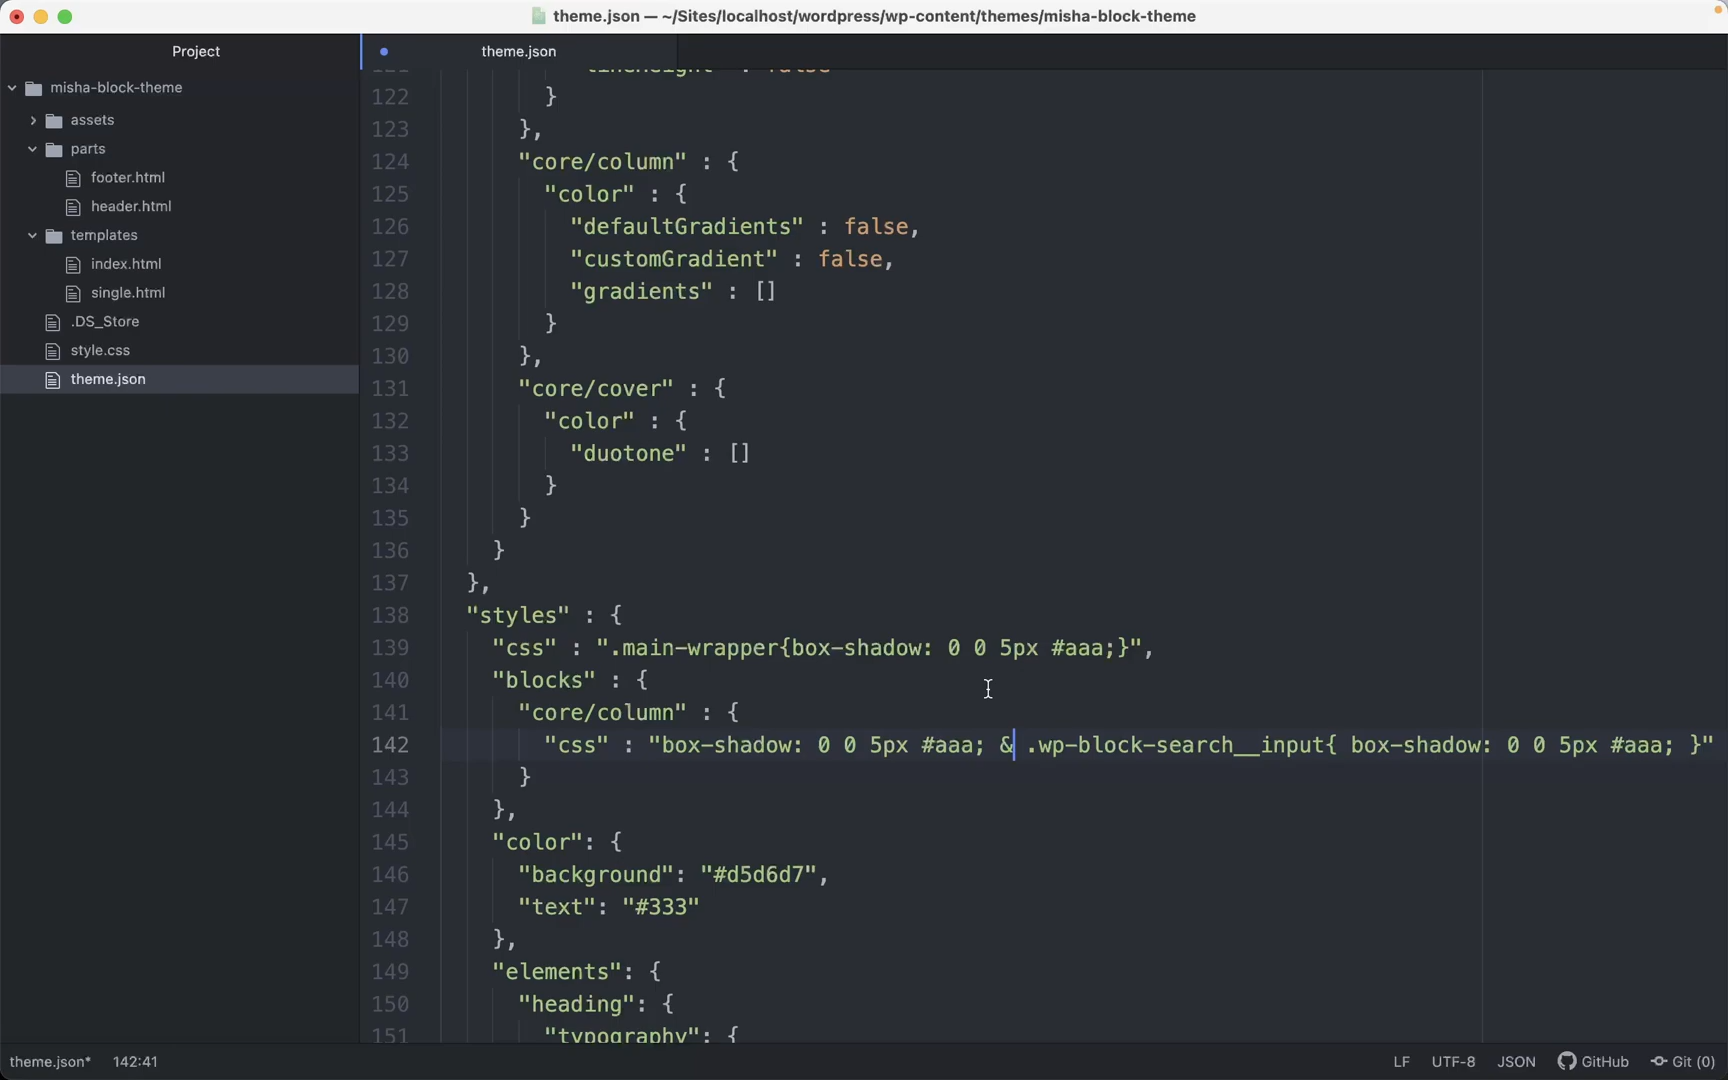 theme.json — ~/Sites/localhost/wordpress/wp-content/themes/misha-block-theme
Project
theme.json
misha-block-theme
assets
parts
footer.html
header.html
templates
index.html
single.html
.DS_Store
style.css
theme.json
121 "lineHeight" : false
122 }
123 },
124 "core/column" : {
125 "color" : {
126 "defaultGradients" : false,
127 "customGradient" : false,
128 "gradients" : []
129 }
130 },
131 "core/cover" : {
132 "color" : {
133 "duotone" : []
134 }
135 }
136 }
137 },
138 "styles" : {
139 "css" : ".main-wrapper{box-shadow: 0 0 5px #aaa;}",
140 "blocks" : {
141 "core/column" : {
142 "css" : "box-shadow: 0 0 5px #aaa; & .wp-block-search__input{ box-shadow: 0 0 5px #aaa; }"
143 }
144 },
145 "color": {
146 "background": "#d5d6d7",
147 "text": "#333"
148 },
149 "elements": {
150 "heading": {
151 "typography": {
theme.json* 142:41 LF UTF-8 JSON GitHub Git (0)